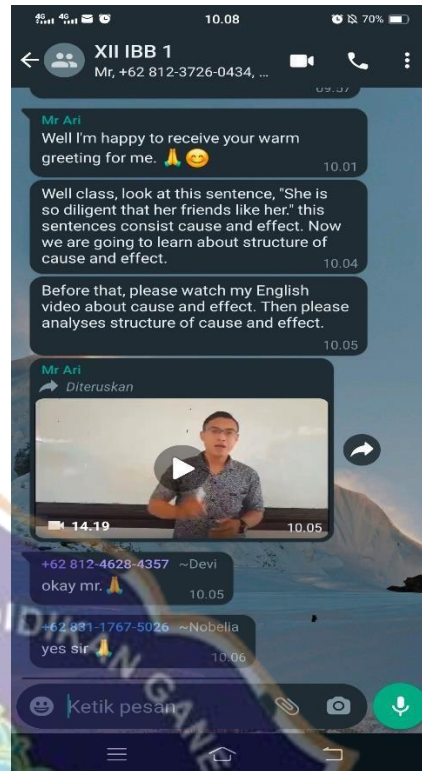 4G 4G 10.08 70%
XII IBB 1
Mr, +62 812-3726-0434, ...
09.57
Mr Ari
Well I'm happy to receive your warm
greeting for me. 🙏😊
10.01
Well class, look at this sentence, "She is
so diligent that her friends like her." this
sentences consist cause and effect. Now
we are going to learn about structure of
cause and effect.
10.04
Before that, please watch my English
video about cause and effect. Then please
analyses structure of cause and effect.
10.05
Mr Ari
Diteruskan
14.19 10.05
+62 812-4628-4357 ~Devi
okay mr. 🙏
10.05
+62 831-1767-5026 ~Nobelia
yes sir 🙏
10.06
Ketik pesan